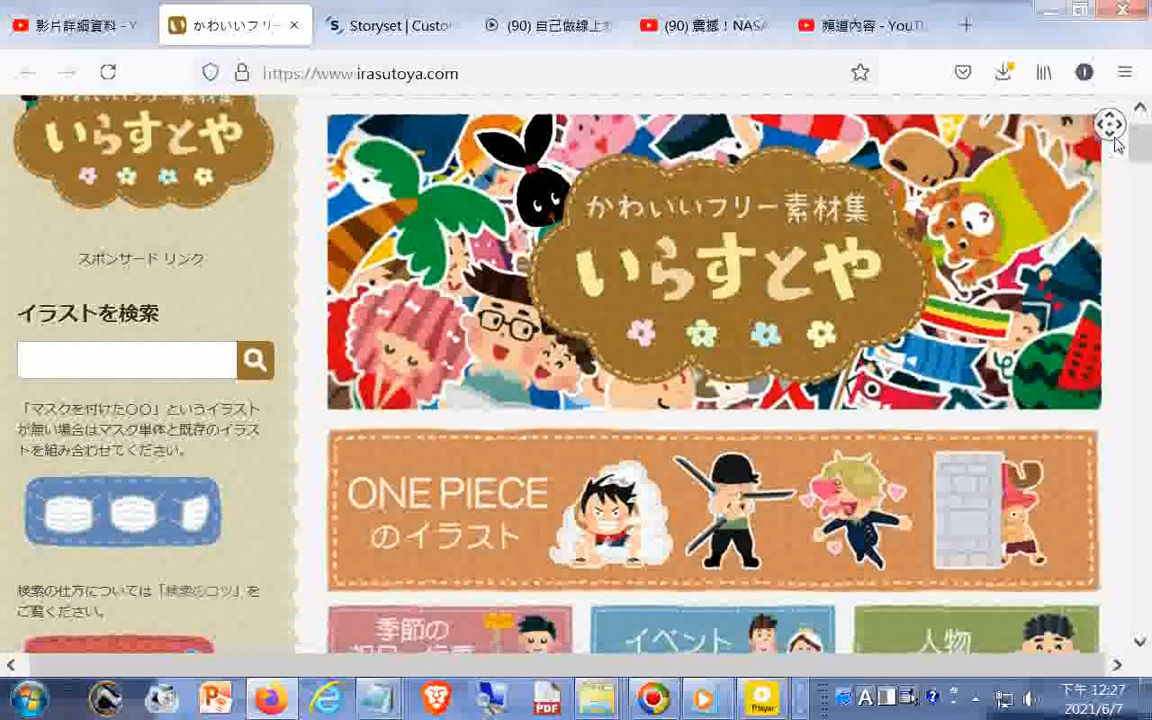 影片詳細資料 - Y
かわいいフリー
Storyset | Custo
(90) 自己做線上
(90) 震撼！NAS
頻道內容 - YouTu
https://www.irasutoya.com
いらすとや
スポンサード リンク
イラストを検索
「マスクを付けた〇〇」というイラスト
が無い場合はマスク単体と既存のイラス
トを組み合わせてください。
検索の仕方については「検索のコツ」を
ご覧ください。
かわいいフリー素材集
いらすとや
ONE PIECE
のイラスト
季節の
イベント
人物
PDF
Player
A
下午 12:27
2021/6/7